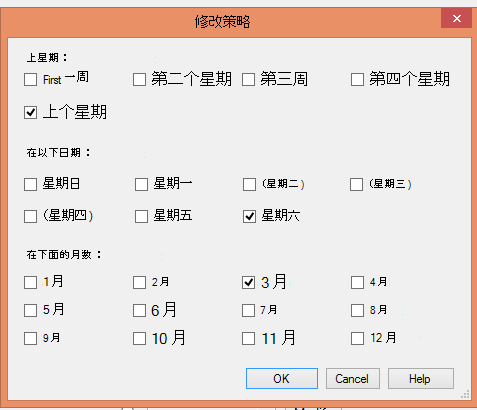 修改策略
上星期：
First 一周 第二个星期 第三周 第四个星期
上个星期
在以下日期：
星期日 星期一 (星期二) (星期三)
(星期四) 星期五 星期六
在下面的月数：
1月 2月 3月 4月
5月 6月 7月 8月
9月 10月 11月 12月
OK Cancel Help